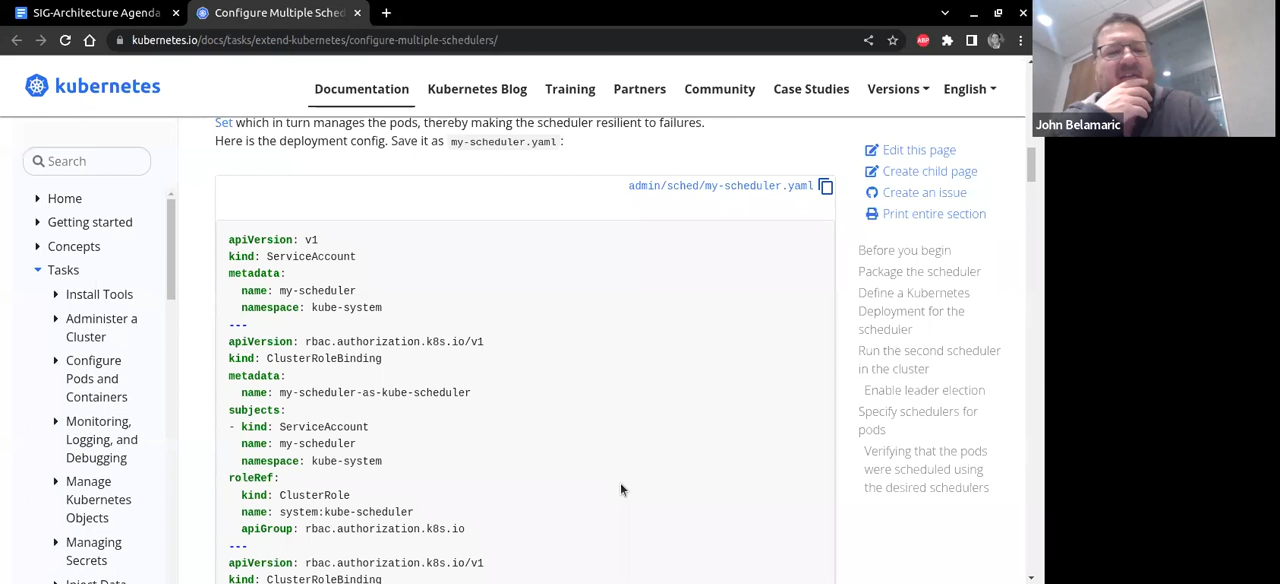 SIG-Architecture Agenda
Configure Multiple Sched
kubernetes.io/docs/tasks/extend-kubernetes/configure-multiple-schedulers/
ABP
John Belamaric
kubernetes
Documentation
Kubernetes Blog
Training
Partners
Community
Case Studies
Versions
English
Search
Home
Getting started
Concepts
Tasks
Install Tools
Administer a
Cluster
Configure
Pods and
Containers
Monitoring,
Logging, and
Debugging
Manage
Kubernetes
Objects
Managing
Secrets
Inject Data
Set which in turn manages the pods, thereby making the scheduler resilient to failures.
Here is the deployment config. Save it as my-scheduler.yaml :
admin/sched/my-scheduler.yaml
apiVersion: v1
kind: ServiceAccount
metadata:
  name: my-scheduler
  namespace: kube-system
---
apiVersion: rbac.authorization.k8s.io/v1
kind: ClusterRoleBinding
metadata:
  name: my-scheduler-as-kube-scheduler
subjects:
- kind: ServiceAccount
  name: my-scheduler
  namespace: kube-system
roleRef:
  kind: ClusterRole
  name: system:kube-scheduler
  apiGroup: rbac.authorization.k8s.io
---
apiVersion: rbac.authorization.k8s.io/v1
kind: ClusterRoleBinding
Edit this page
Create child page
Create an issue
Print entire section
Before you begin
Package the scheduler
Define a Kubernetes
Deployment for the
scheduler
Run the second scheduler
in the cluster
Enable leader election
Specify schedulers for
pods
Verifying that the pods
were scheduled using
the desired schedulers